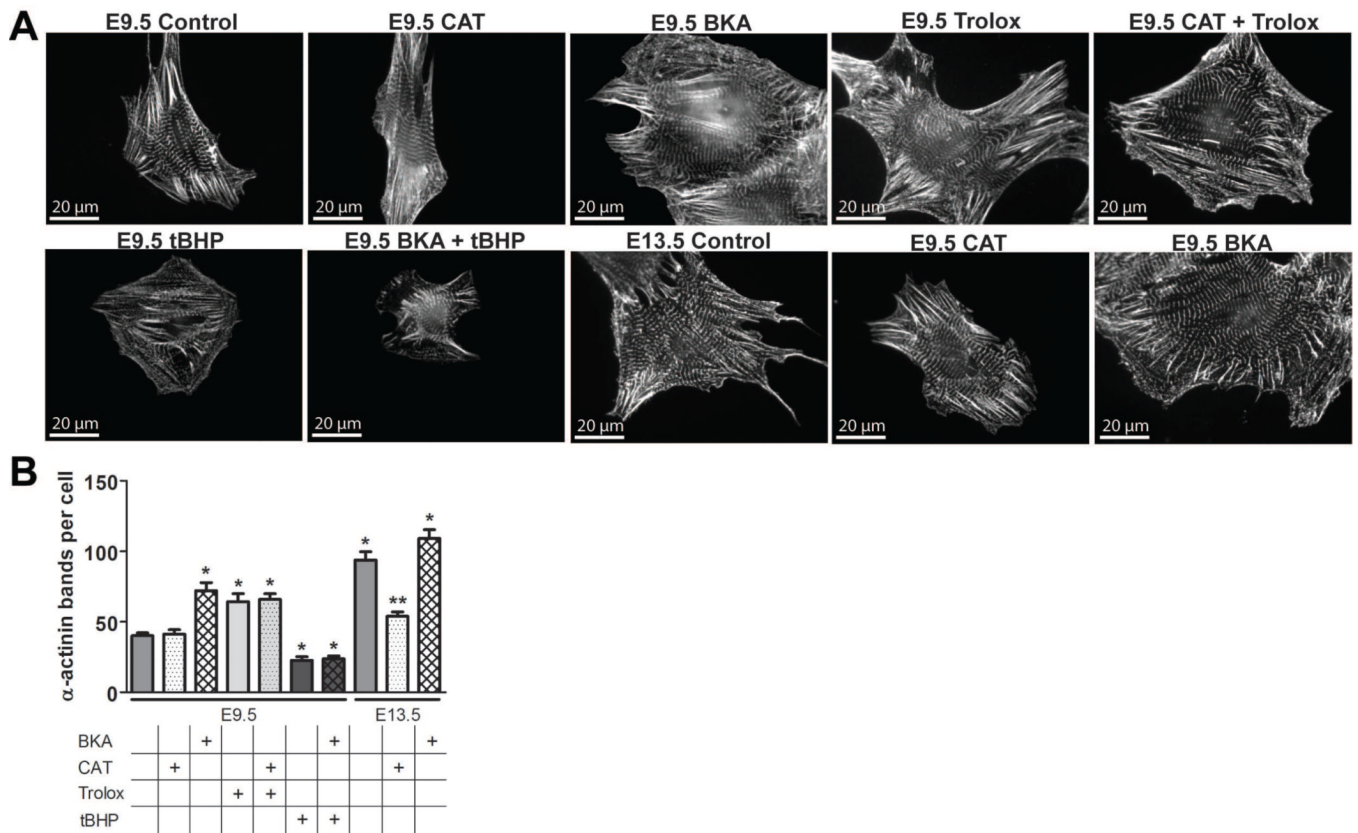 A
E9.5 Control
E9.5 CAT
E9.5 BKA
E9.5 Trolox
E9.5 CAT + Trolox
20 µm
20 µm
20 µm
20 µm
20 µm
E9.5 tBHP
E9.5 BKA + tBHP
E13.5 Control
E9.5 CAT
E9.5 BKA
20 µm
20 µm
20 µm
20 µm
20 µm
B
α-actinin bands per cell
150
100
50
0
* * * * * * ** *
E9.5 E13.5
BKA + + +
CAT + + +
Trolox + +
tBHP + +